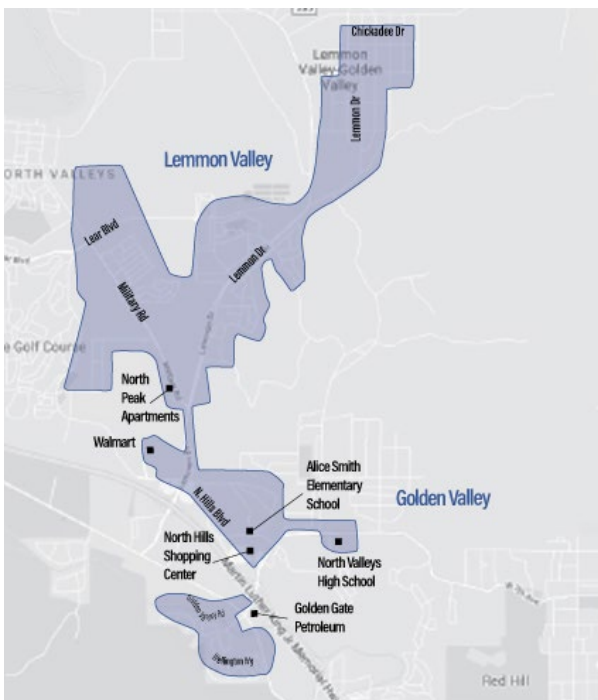 Chickadee Dr
Lemmon
Valley-Golden
Valley
Lemmon Dr
Lemmon Valley
ORTH VALLEYS
Lear Blvd
Lemmon Dr
Military Rd
e Golf Course
North
Peak
Apartments
Walmart
Alice Smith
Elementary
School
Golden Valley
N. Hills Blvd
North Hills
Shopping
Center
North Valleys
High School
Martin Luther King Jr Memorial
Golden Gate
Petroleum
Red Hill